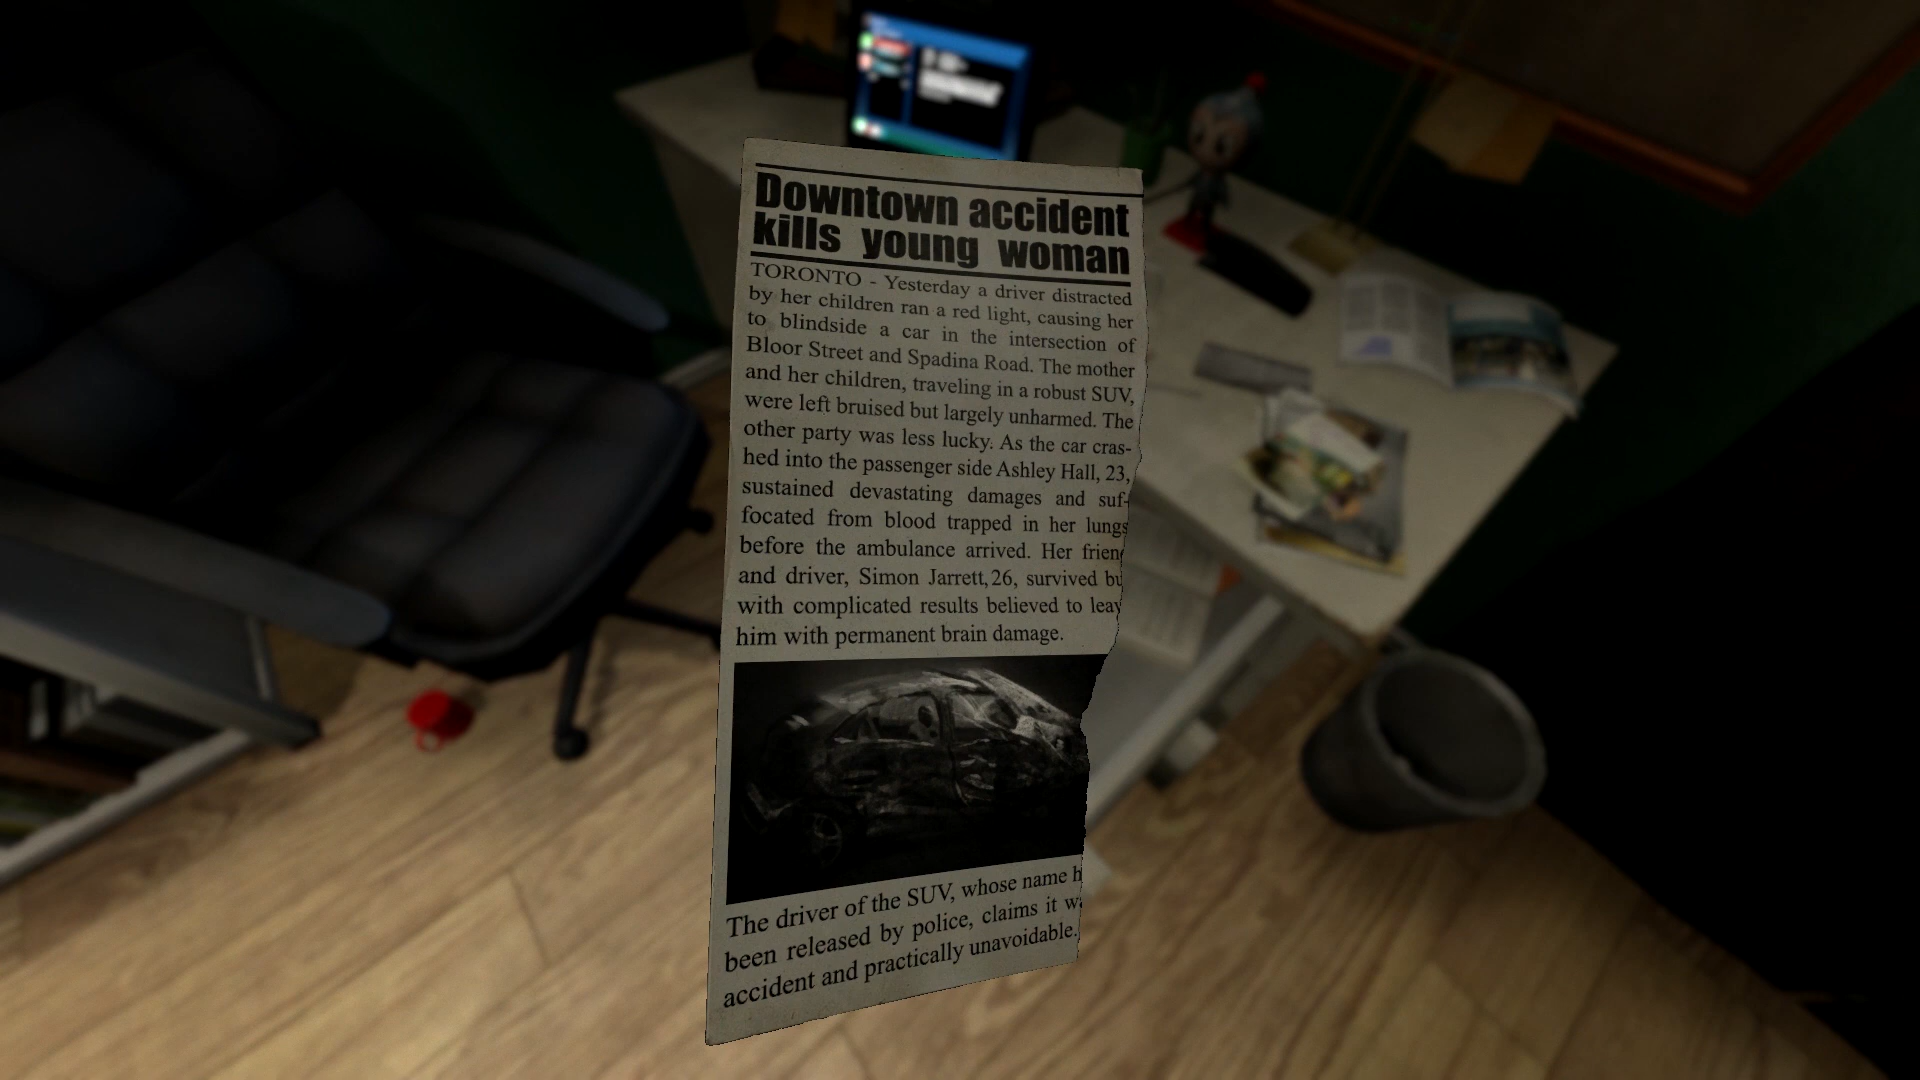 Downtown accident
kills young woman
TORONTO - Yesterday a driver distracted
by her children ran a red light, causing her
to blindside a car in the intersection of
Bloor Street and Spadina Road. The mother
and her children, traveling in a robust SUV,
were left bruised but largely unharmed. The
other party was less lucky. As the car cras-
hed into the passenger side Ashley Hall, 23,
sustained devastating damages and suf-
focated from blood trapped in her lungs
before the ambulance arrived. Her frien
and driver, Simon Jarrett, 26, survived bu
with complicated results believed to leav
him with permanent brain damage.
The driver of the SUV, whose name h
been released by police, claims it wa
accident and practically unavoidable.